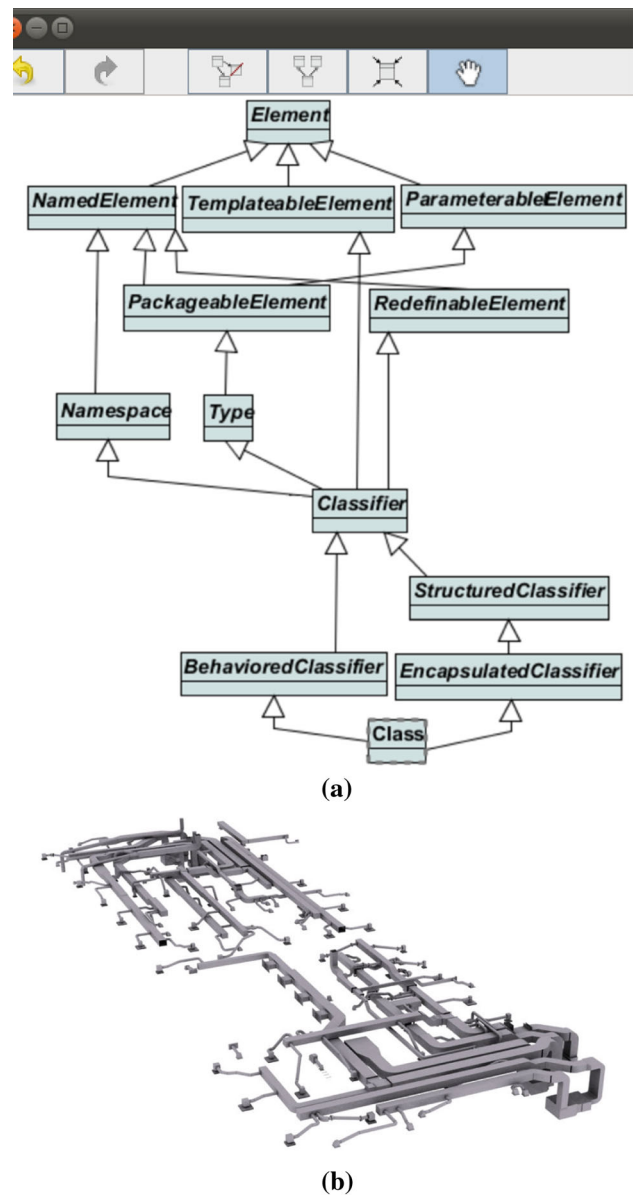 Element
NamedElement
TemplateableElement
ParameterableElement
PackageableElement
RedefinableElement
Namespace
Type
Classifier
StructuredClassifier
BehavioredClassifier
EncapsulatedClassifier
Class
(a)
(b)